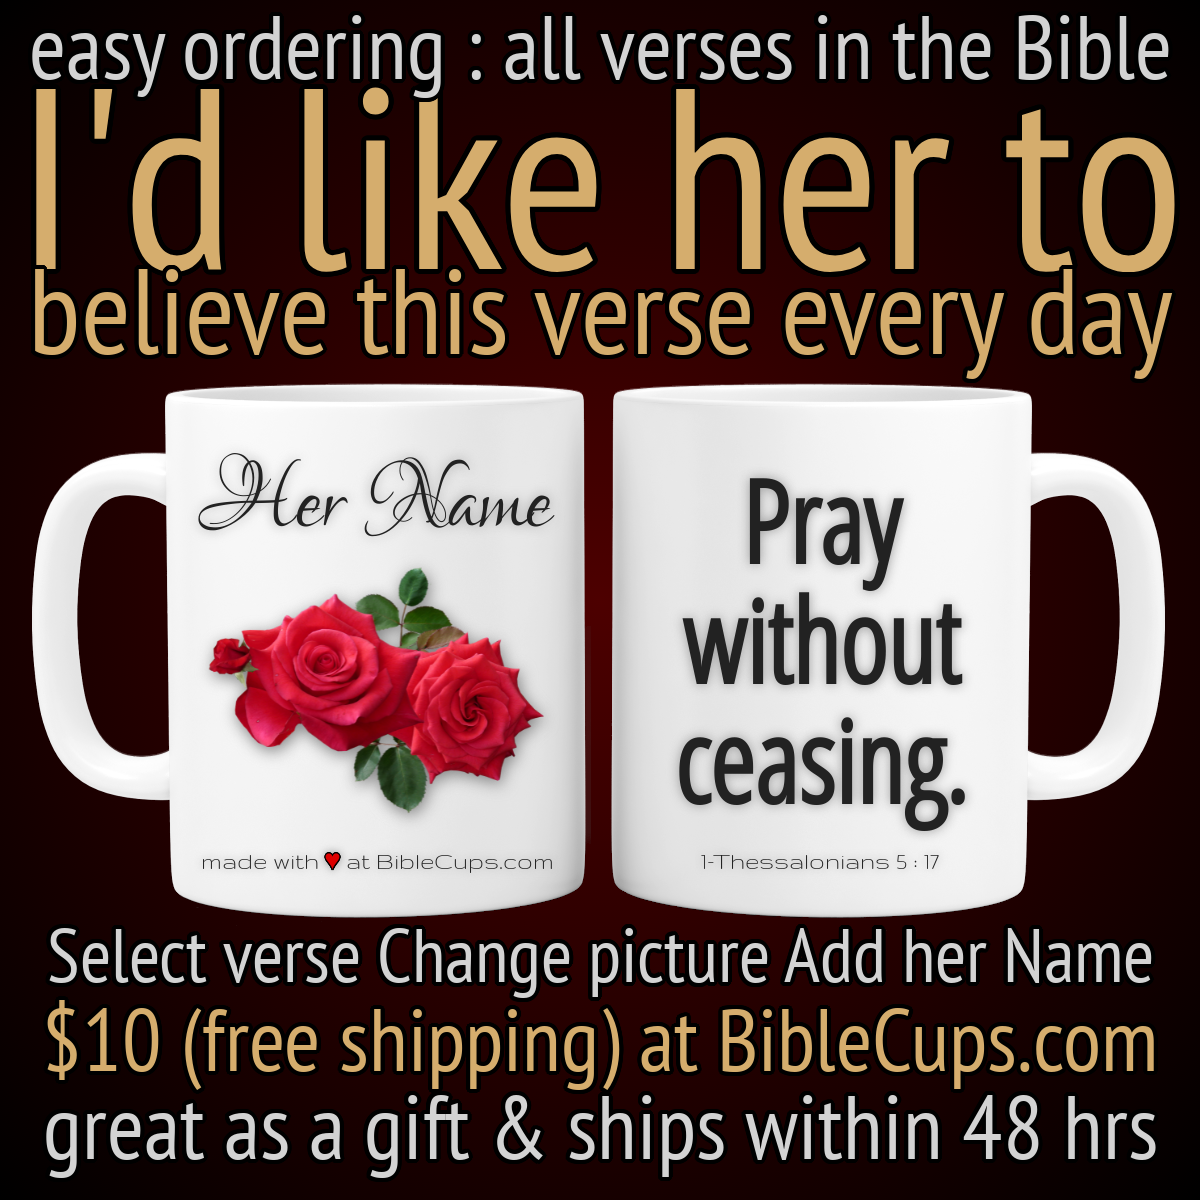 easy ordering : all verses in the Bible
I'd like her to
believe this verse every day
Her Name
made with ♥ at BibleCups.com
Pray
without
ceasing.
1-Thessalonians 5 : 17
Select verse Change picture Add her Name
$10 (free shipping) at BibleCups.com
great as a gift & ships within 48 hrs